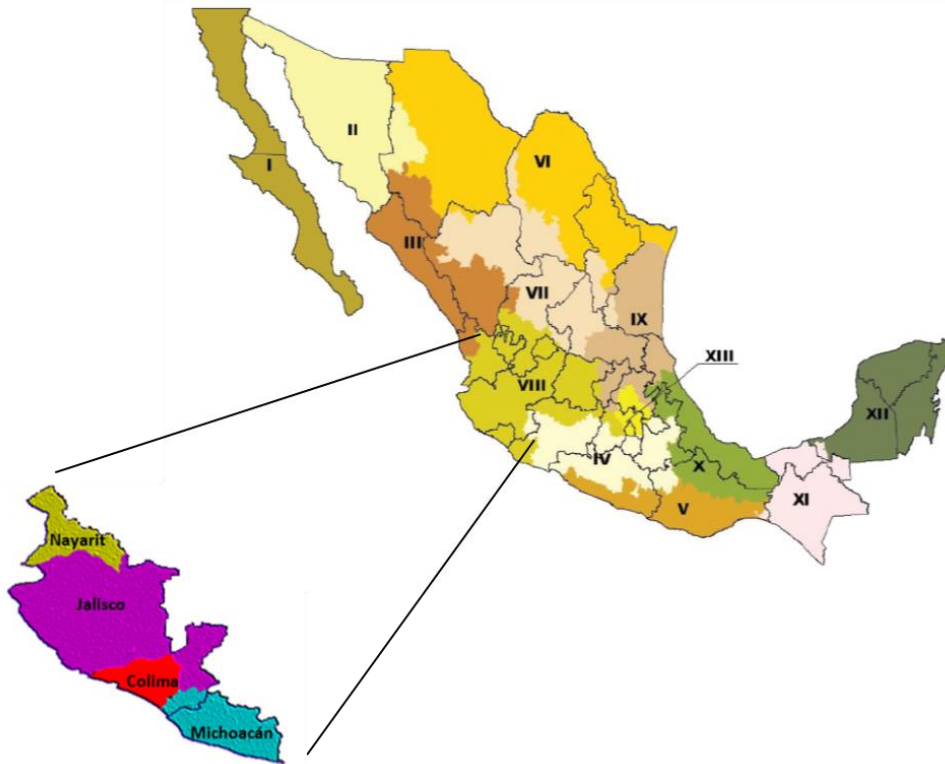 II
VI
I
III
VII
IX
XIII
VIII
XII
IV
X
XI
V
Nayarit
Jalisco
Colima
Michoacán